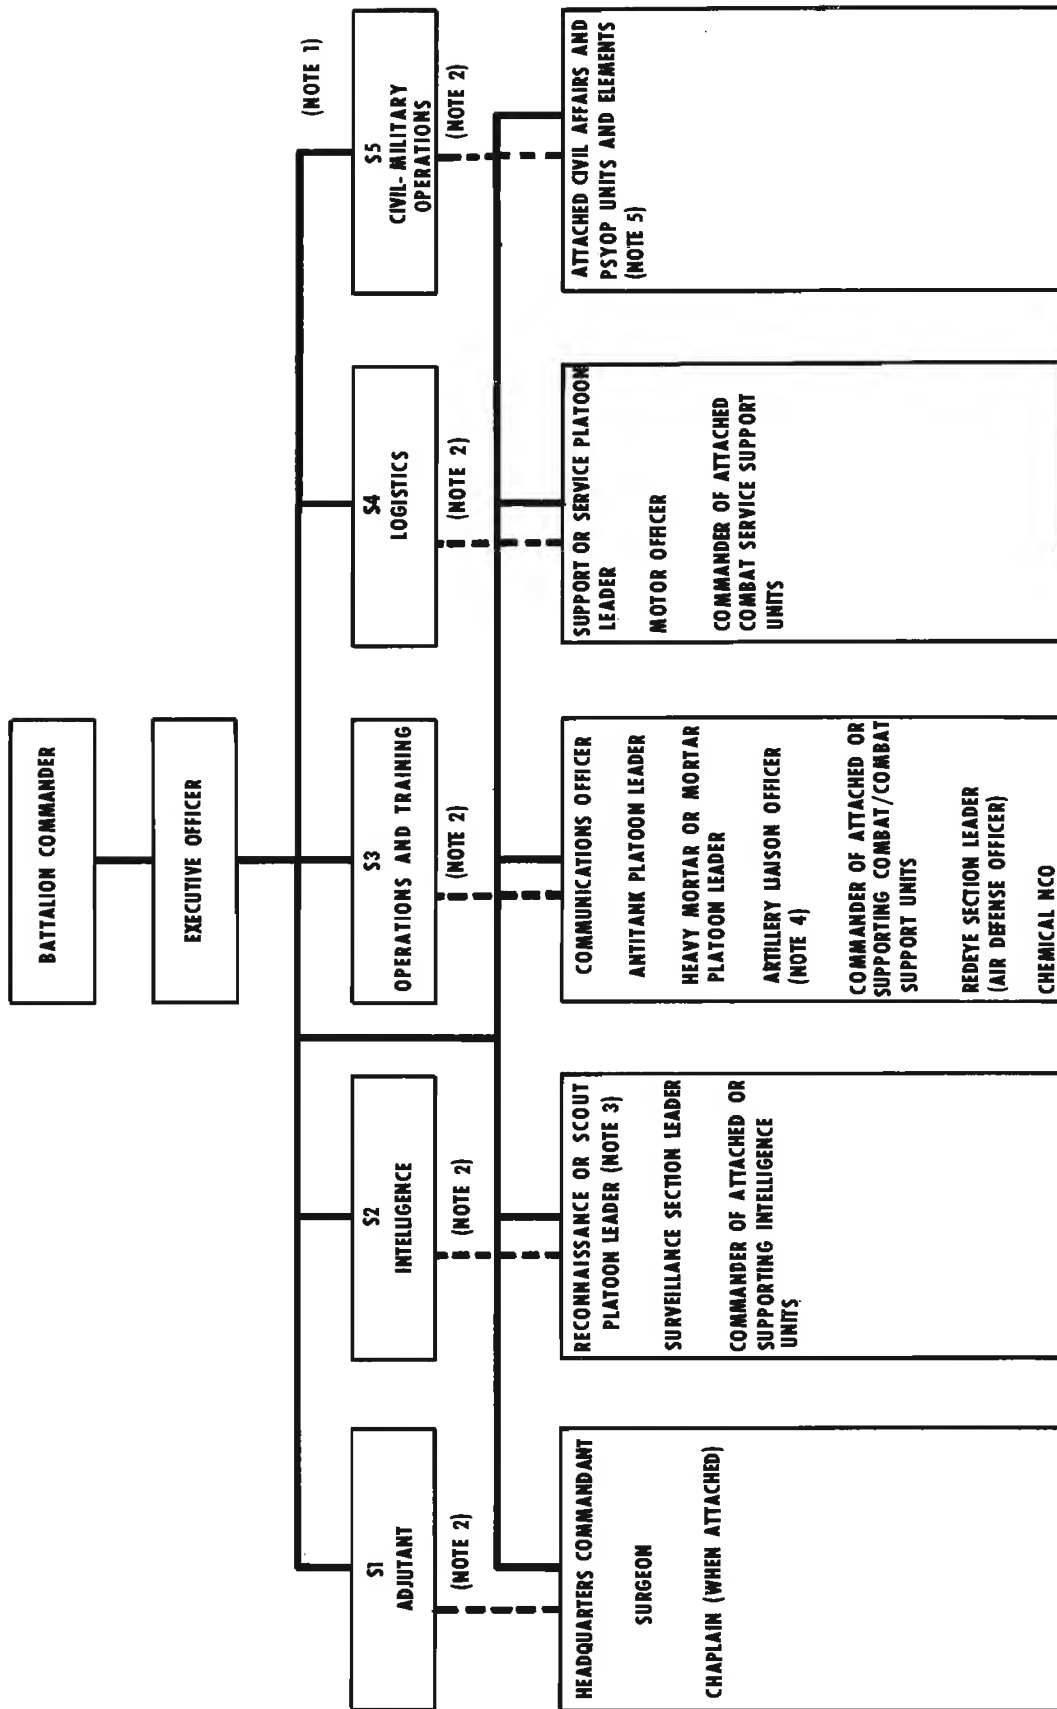 BATTALION COMMANDER
EXECUTIVE OFFICER
(NOTE 1)
S1
ADJUTANT
(NOTE 2)
S2
INTELLIGENCE
(NOTE 2)
S3
OPERATIONS AND TRAINING
(NOTE 2)
S4
LOGISTICS
(NOTE 2)
S5
CIVIL-MILITARY
OPERATIONS
(NOTE 2)
HEADQUARTERS COMMANDANT
SURGEON
CHAPLAIN (WHEN ATTACHED)
RECONNAISSANCE OR SCOUT
PLATOON LEADER (NOTE 3)
SURVEILLANCE SECTION LEADER
COMMANDER OF ATTACHED OR
SUPPORTING INTELLIGENCE
UNITS
COMMUNICATIONS OFFICER
ANTITANK PLATOON LEADER
HEAVY MORTAR OR MORTAR
PLATOON LEADER
ARTILLERY LIAISON OFFICER
(NOTE 4)
COMMANDER OF ATTACHED OR
SUPPORTING COMBAT/COMBAT
SUPPORT UNITS
REDEYE SECTION LEADER
(AIR DEFENSE OFFICER)
CHEMICAL NCO
SUPPORT OR SERVICE PLATOON
LEADER
MOTOR OFFICER
COMMANDER OF ATTACHED
COMBAT SERVICE SUPPORT
UNITS
ATTACHED CIVIL AFFAIRS AND
PSYOP UNITS AND ELEMENTS
(NOTE 5)